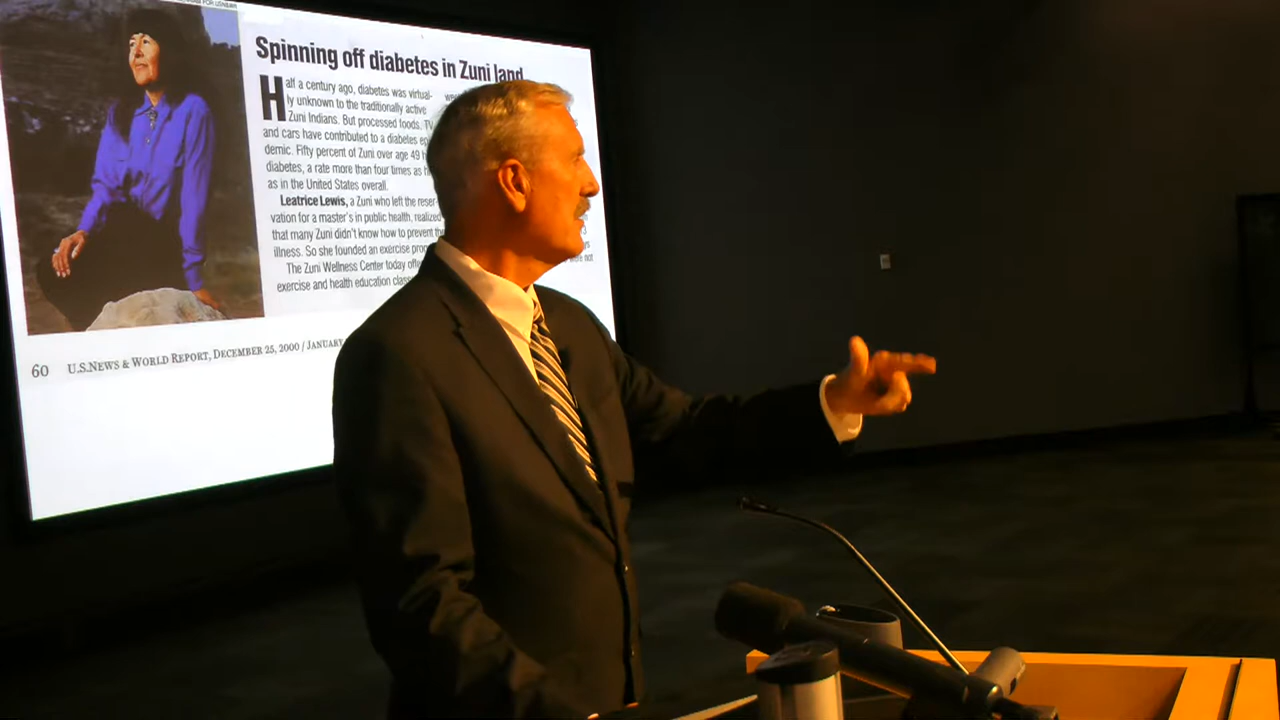 Spinning off diabetes in Zuni land
Half a century ago, diabetes was virtual-
ly unknown to the traditionally active
Zuni Indians. But processed foods, TV
and cars have contributed to a diabetes
demic. Fifty percent of Zuni over age 49
diabetes, a rate more than four times as
as in the United States overall.
Leatrice Lewis, a Zuni who left the reser-
vation for a master's in public health, realized
that many Zuni didn't know how to prevent the
illness. So she founded an exercise
The Zuni Wellness Center today
exercise and health education
were not
60 U.S.NEWS & WORLD REPORT, DECEMBER 25, 2000 / JANUARY